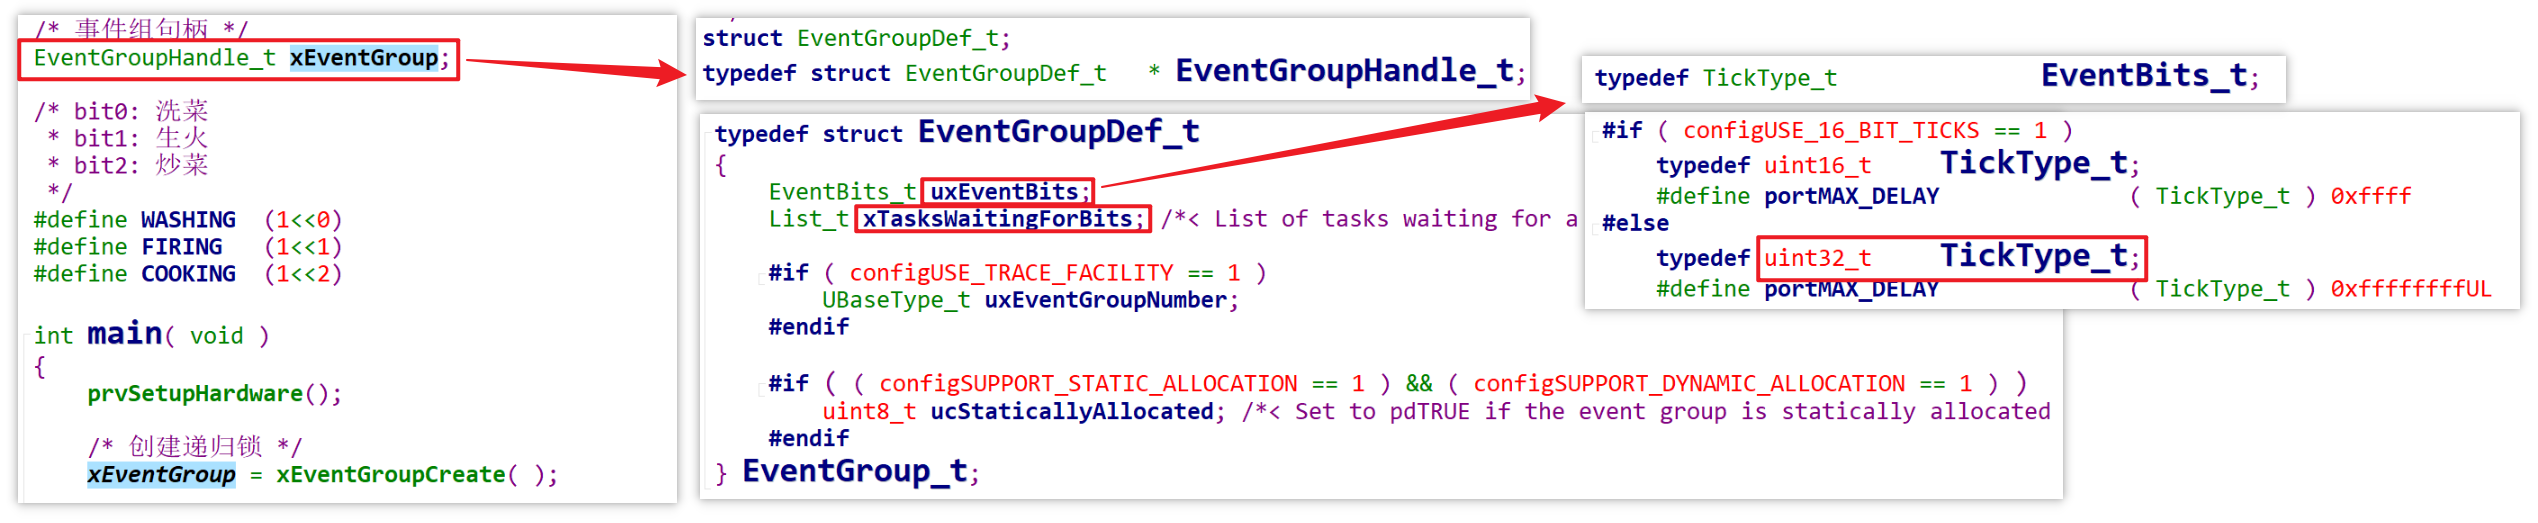 /* 事件组句柄 */
EventGroupHandle_t xEventGroup;
/* bit0: 洗菜
* bit1: 生火
* bit2: 炒菜
*/
#define WASHING (1<<0)
#define FIRING (1<<1)
#define COOKING (1<<2)
int main( void )
{
prvSetupHardware();
/* 创建递归锁 */
xEventGroup = xEventGroupCreate( );
struct EventGroupDef_t;
typedef struct EventGroupDef_t * EventGroupHandle_t;
typedef struct EventGroupDef_t
{
EventBits_t uxEventBits;
List_t xTasksWaitingForBits; /*< List of tasks waiting for a
#if ( configUSE_TRACE_FACILITY == 1 )
UBaseType_t uxEventGroupNumber;
#endif
#if ( ( configSUPPORT_STATIC_ALLOCATION == 1 ) && ( configSUPPORT_DYNAMIC_ALLOCATION == 1 ) )
uint8_t ucStaticallyAllocated; /*< Set to pdTRUE if the event group is statically allocated
#endif
} EventGroup_t;
typedef TickType_t EventBits_t;
#if ( configUSE_16_BIT_TICKS == 1 )
typedef uint16_t TickType_t;
#define portMAX_DELAY ( TickType_t ) 0xffff
#else
typedef uint32_t TickType_t;
#define portMAX_DELAY ( TickType_t ) 0xffffffffUL